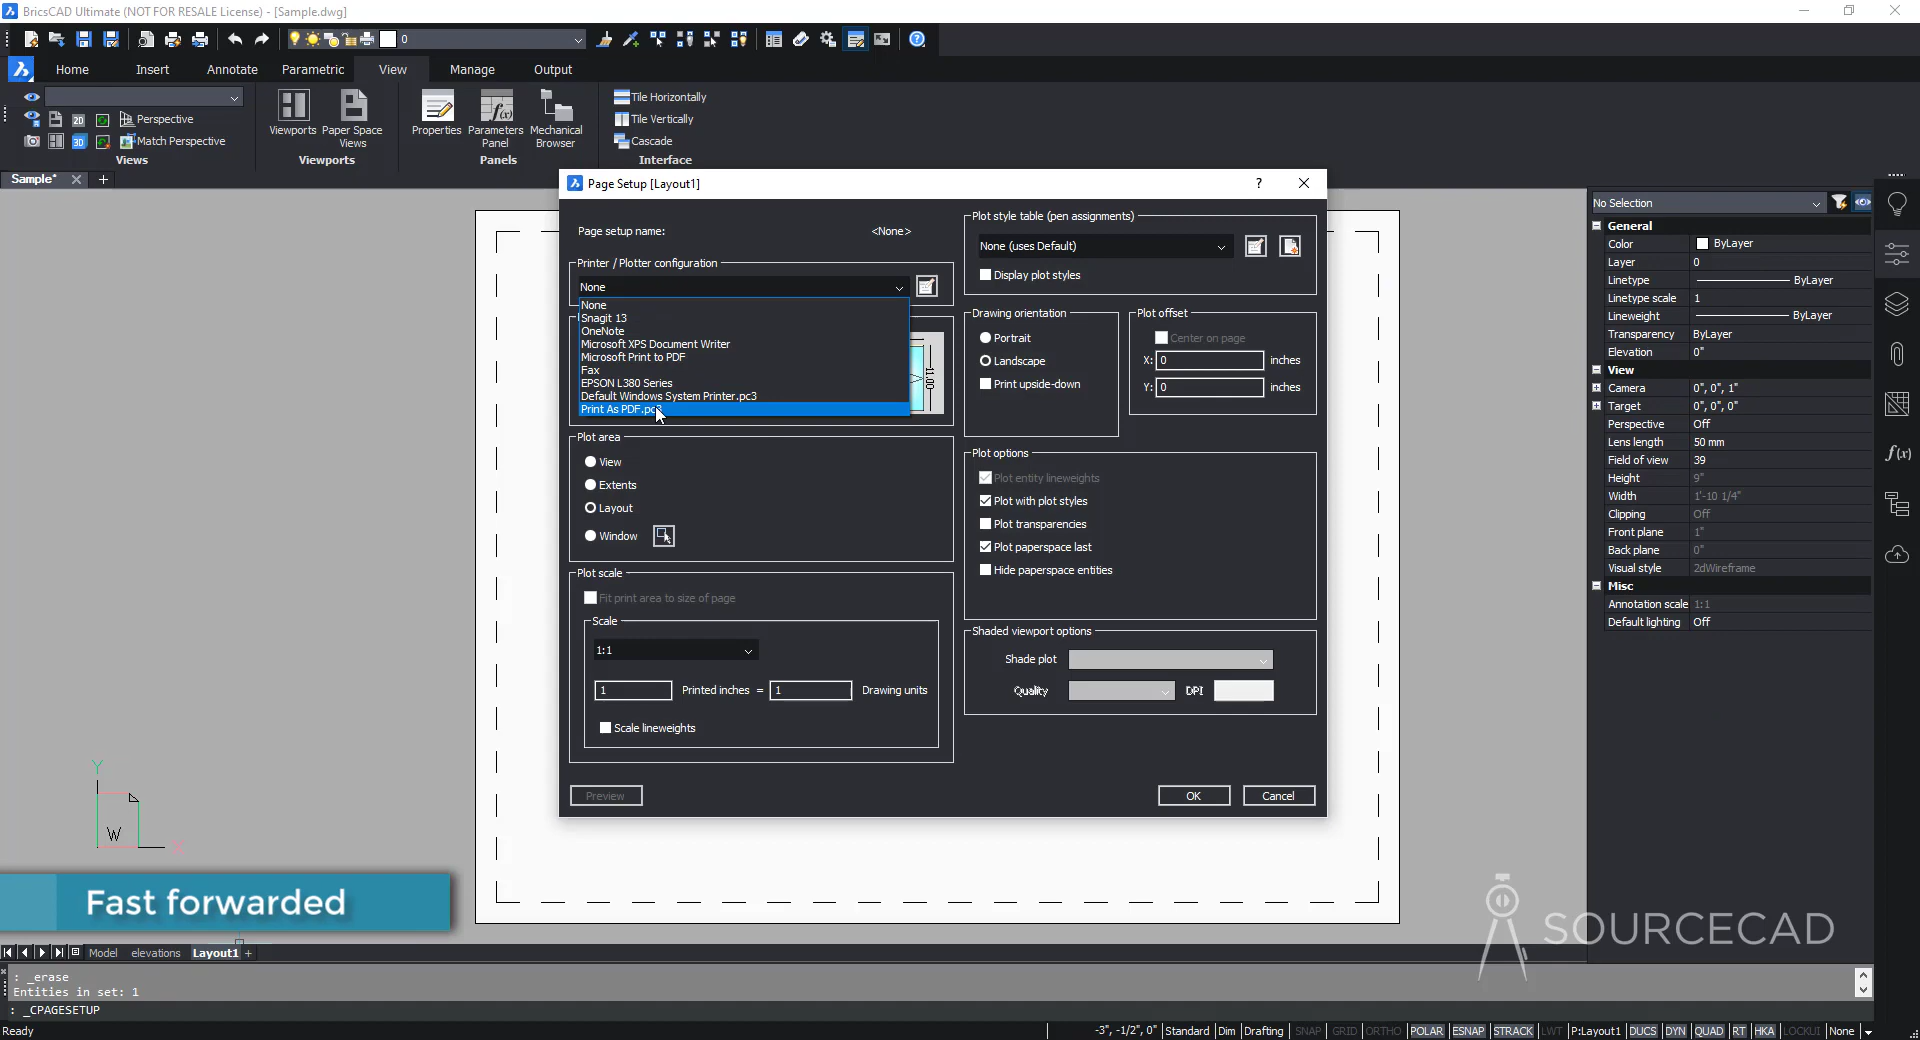 BricsCAD Ultimate (NOT FOR RESALE License) - [Sample.dwg]
0
Home Insert Annotate Parametric View Manage Output
Perspective
Match Perspective
2D
3D
Views
Viewports
Paper Space
Views
Viewports
Properties
Parameters
Panel
Mechanical
Browser
Panels
Tile Horizontally
Tile Vertically
Cascade
Interface
Sample*
Page Setup [Layout1]
Page setup name: <None>
Printer / Plotter configuration
None
None
Snagit 13
OneNote
Microsoft XPS Document Writer
Microsoft Print to PDF
Fax
EPSON L380 Series
Default Windows System Printer.pc3
Print As PDF.pc3
11.00
Plot area
View
Extents
Layout
Window
Plot scale
Fit print area to size of page
Scale
1:1
1 Printed inches = 1 Drawing units
Scale lineweights
Preview
Plot style table (pen assignments)
None (uses Default)
Display plot styles
Drawing orientation
Portrait
Landscape
Print upside-down
Plot offset
Center on page
X: 0 inches
Y: 0 inches
Plot options
Plot entity lineweights
Plot with plot styles
Plot transparencies
Plot paperspace last
Hide paperspace entities
Shaded viewport options
Shade plot
Quality DPI
OK Cancel
No Selection
General
Color ByLayer
Layer 0
Linetype ByLayer
Linetype scale 1
Lineweight ByLayer
Transparency ByLayer
Elevation 0"
View
Camera 0", 0", 1"
Target 0", 0", 0"
Perspective Off
Lens length 50 mm
Field of view 39
Height 9"
Width 1'-10 1/4"
Clipping Off
Front plane 1"
Back plane 0"
Visual style 2dWireframe
Misc
Annotation scale 1:1
Default lighting Off
f(x)
Y
W
X
Fast forwarded
SOURCECAD
Model elevations Layout1 +
: _erase
Entities in set: 1
: _CPAGESETUP
Ready
-3", -1/2", 0" Standard Dim Drafting SNAP GRID ORTHO POLAR ESNAP STRACK LWT P:Layout1 DUCS DYN QUAD RT HKA LOCKUI None